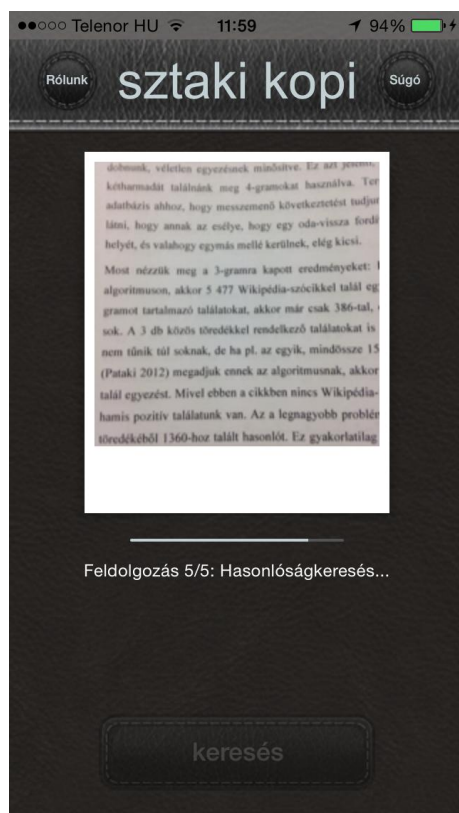 Telenor HU 11:59 94%
Rólunk sztaki kopi Súgó
dobnunk, véletlen egyezésnek minősítve. Ez azt jelenti,
kétharmadát találnánk meg 4-gramokat használva. Ter
adatbázis ahhoz, hogy messzemenő következtetést tudjun
látni, hogy annak az esélye, hogy egy oda-vissza fordí
helyét, és valahogy egymás mellé kerülnek, elég kicsi.
Most nézzük meg a 3-gramra kapott eredményeket:
algoritmuson, akkor 5 477 Wikipédia-szócikkel talál eg
gramot tartalmazó találatokat, akkor már csak 386-tal,
sok. A 3 db közös töredékkel rendelkező találatokat is
nem tűnik túl soknak, de ha pl. az egyik, mindössze 15
(Pataki 2012) megadjuk ennek az algoritmusnak, akkor
talál egyezést. Mivel ebben a cikkben nincs Wikipédia-
hamis pozitív találatunk van. Az a legnagyobb problém
töredékéből 1360-hoz talált hasonlót. Ez gyakorlatilag
Feldolgozás 5/5: Hasonlóságkeresés...
keresés